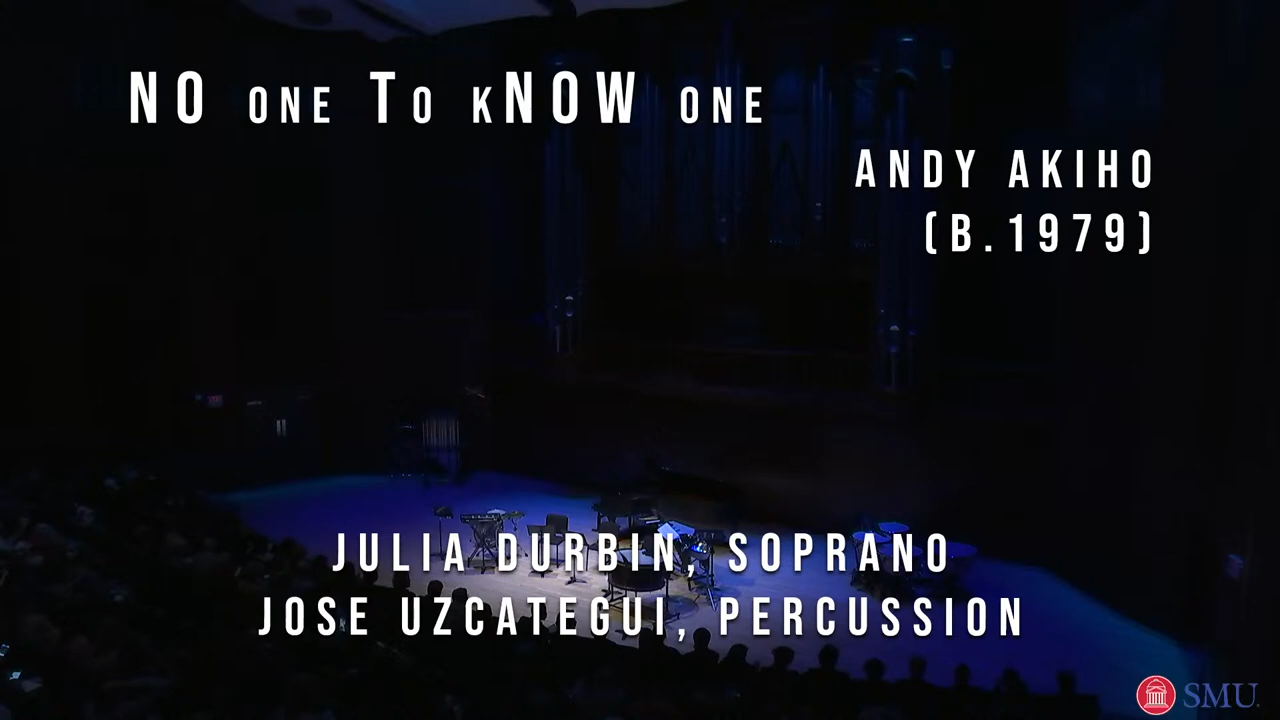 NO ONE TO KNOW ONE
ANDY AKIHO
(B.1979)
JULIA DURBIN, SOPRANO
JOSE UZCATEGUI, PERCUSSION
SMU